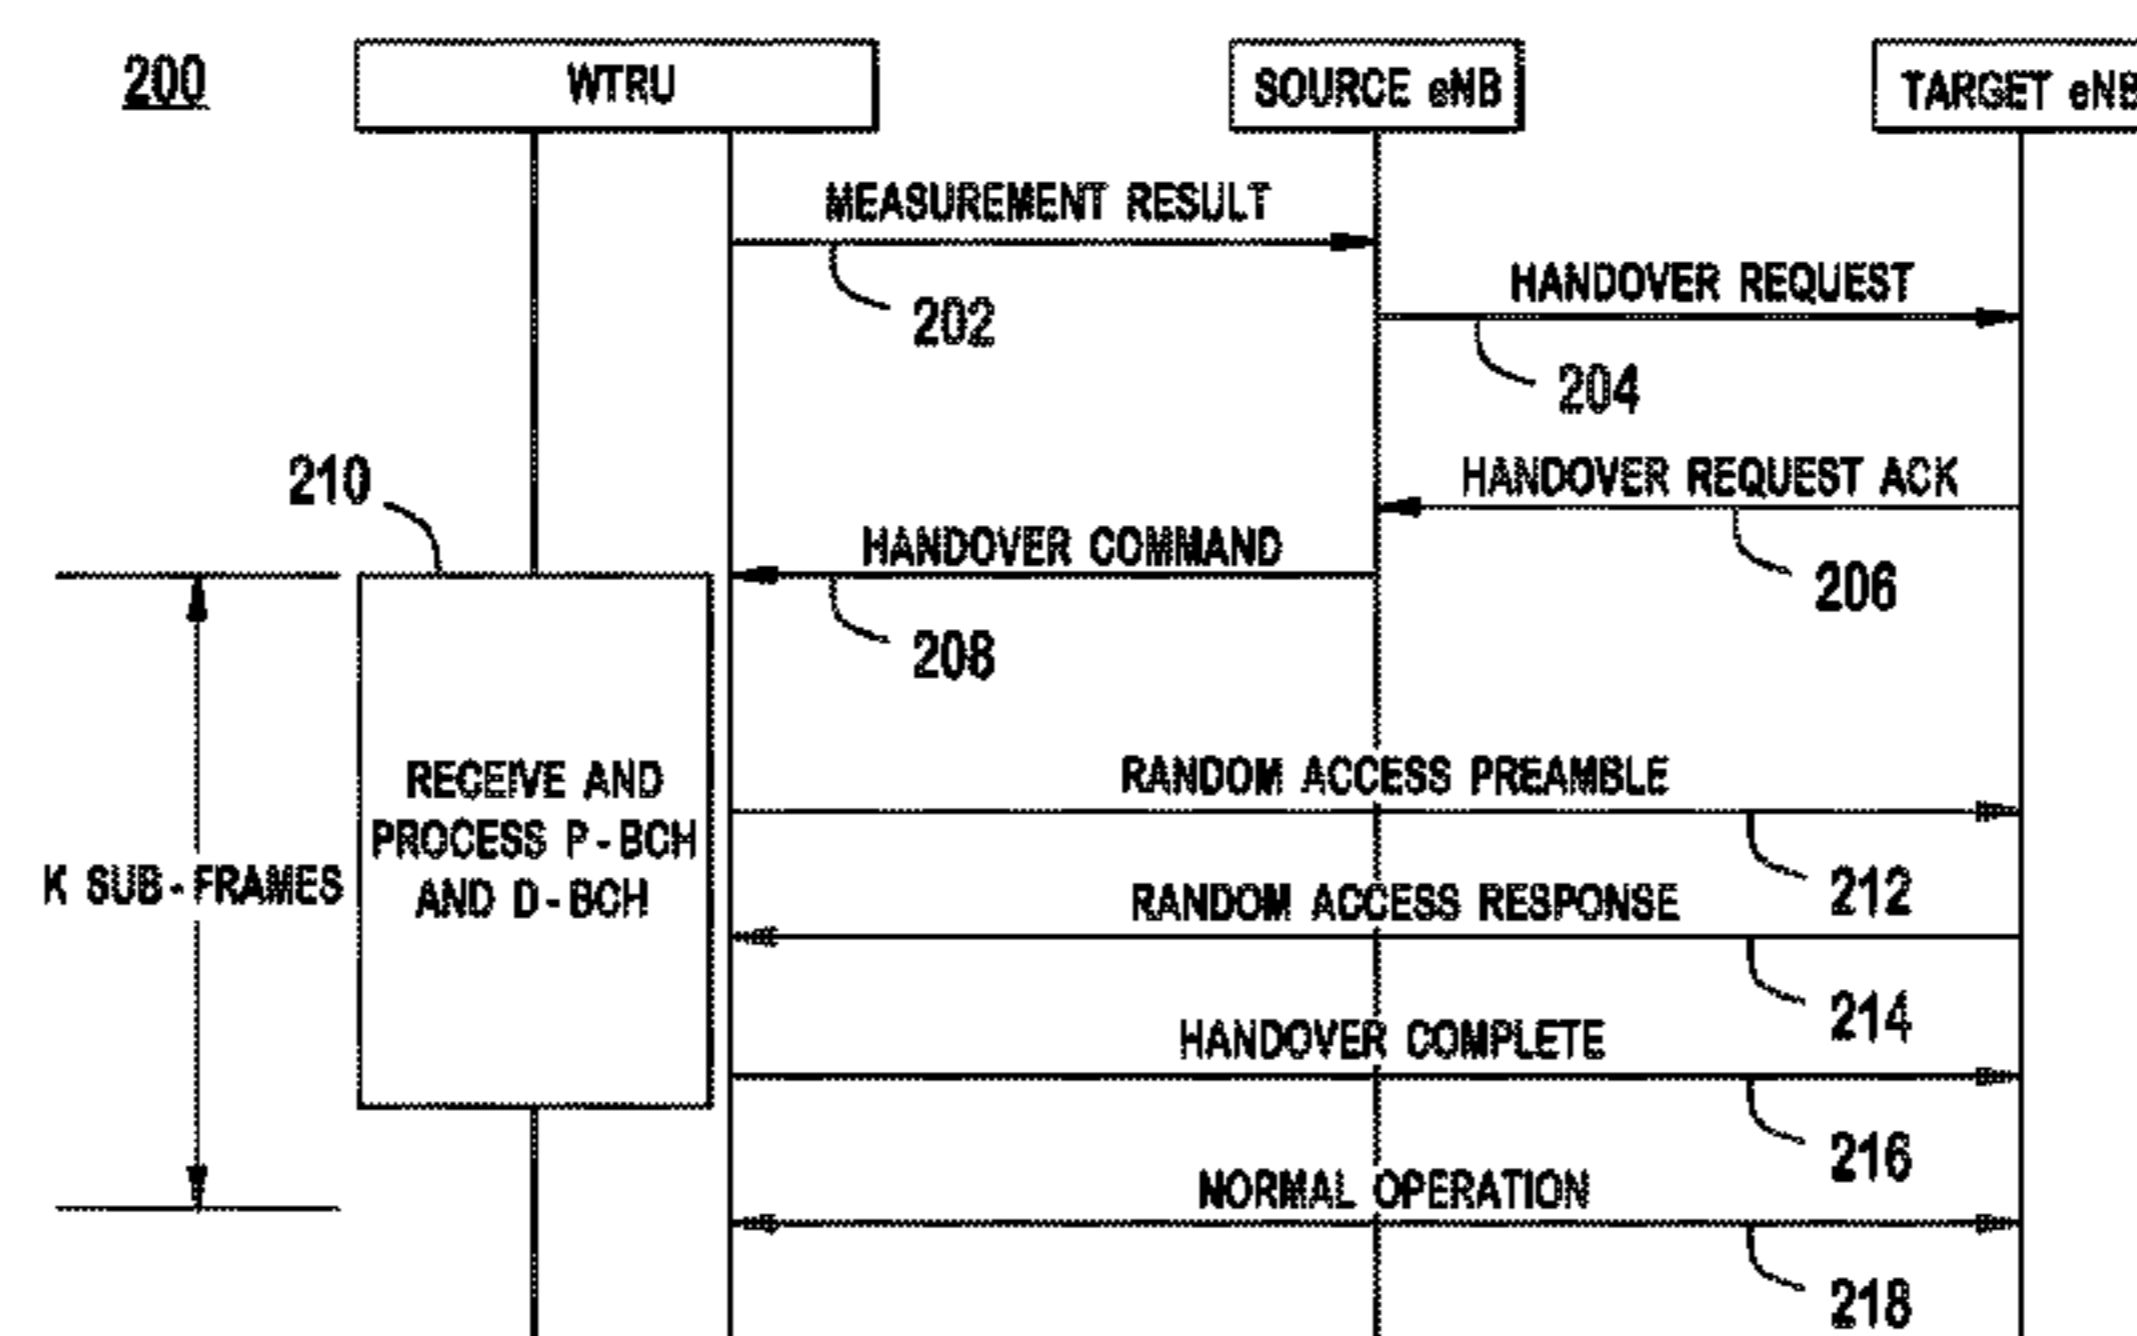 200
WTRU
SOURCE eNB
TARGET eNB
MEASUREMENT RESULT
202
HANDOVER REQUEST
204
HANDOVER REQUEST ACK
206
210
HANDOVER COMMAND
208
K SUB-FRAMES
RECEIVE AND
PROCESS P-BCH
AND D-BCH
RANDOM ACCESS PREAMBLE
212
RANDOM ACCESS RESPONSE
214
HANDOVER COMPLETE
216
NORMAL OPERATION
218